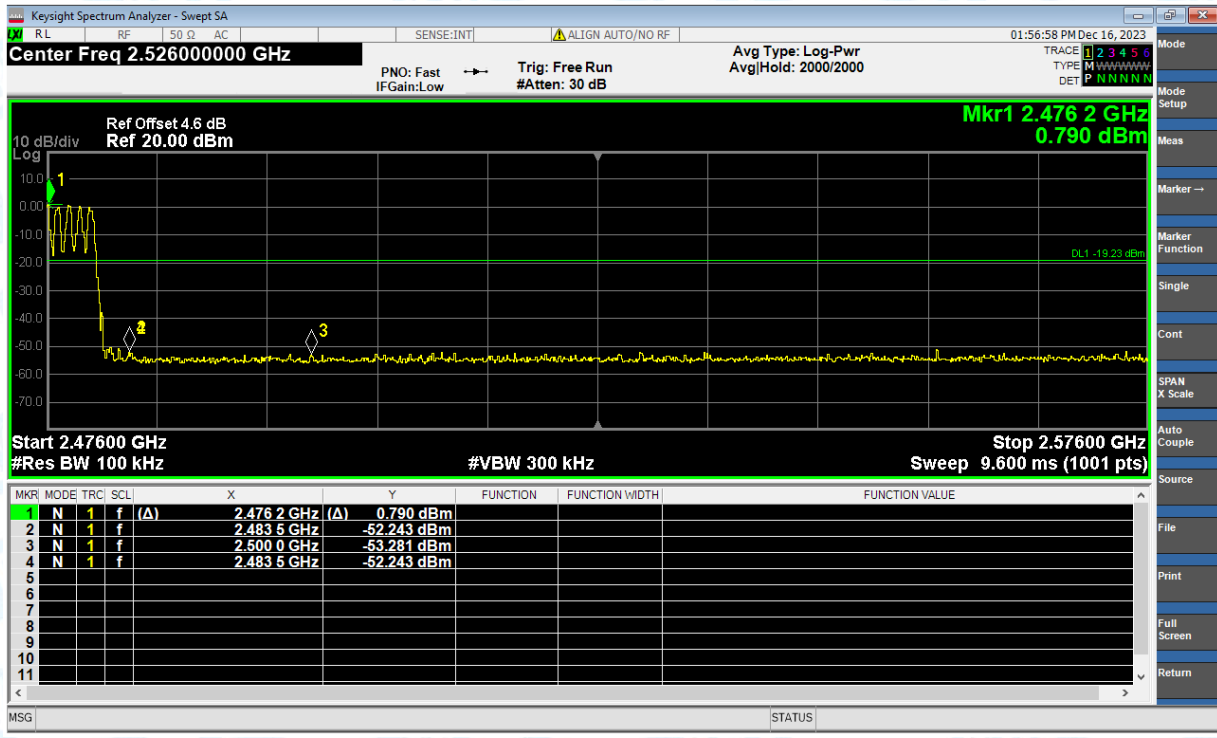 Keysight Spectrum Analyzer - Swept SA
LXI RL RF 50 Ω AC SENSE:INT ALIGN AUTO/NO RF 01:56:58 PM Dec 16, 2023
Center Freq 2.526000000 GHz
PNO: Fast
IFGain:Low
Trig: Free Run
#Atten: 30 dB
Avg Type: Log-Pwr
Avg|Hold: 2000/2000
TRACE 1 2 3 4 5 6
TYPE M WWWWW
DET P N N N N N
Ref Offset 4.6 dB
10 dB/div Ref 20.00 dBm
Log
Mkr1 2.476 2 GHz
0.790 dBm
10.0
0.00
-10.0
-20.0
-30.0
-40.0
-50.0
-60.0
-70.0
1
2
3
DL1 -19.23 dBm
Start 2.47600 GHz Stop 2.57600 GHz
#Res BW 100 kHz #VBW 300 kHz Sweep 9.600 ms (1001 pts)
MKR MODE TRC SCL X Y FUNCTION FUNCTION WIDTH FUNCTION VALUE
1 N 1 f (Δ) 2.476 2 GHz (Δ) 0.790 dBm
2 N 1 f 2.483 5 GHz -52.243 dBm
3 N 1 f 2.500 0 GHz -53.281 dBm
4 N 1 f 2.483 5 GHz -52.243 dBm
5
6
7
8
9
10
11
MSG STATUS
Mode
Mode
Setup
Meas
Marker →
Marker
Function
Single
Cont
SPAN
X Scale
Auto
Couple
Source
File
Print
Full
Screen
Return